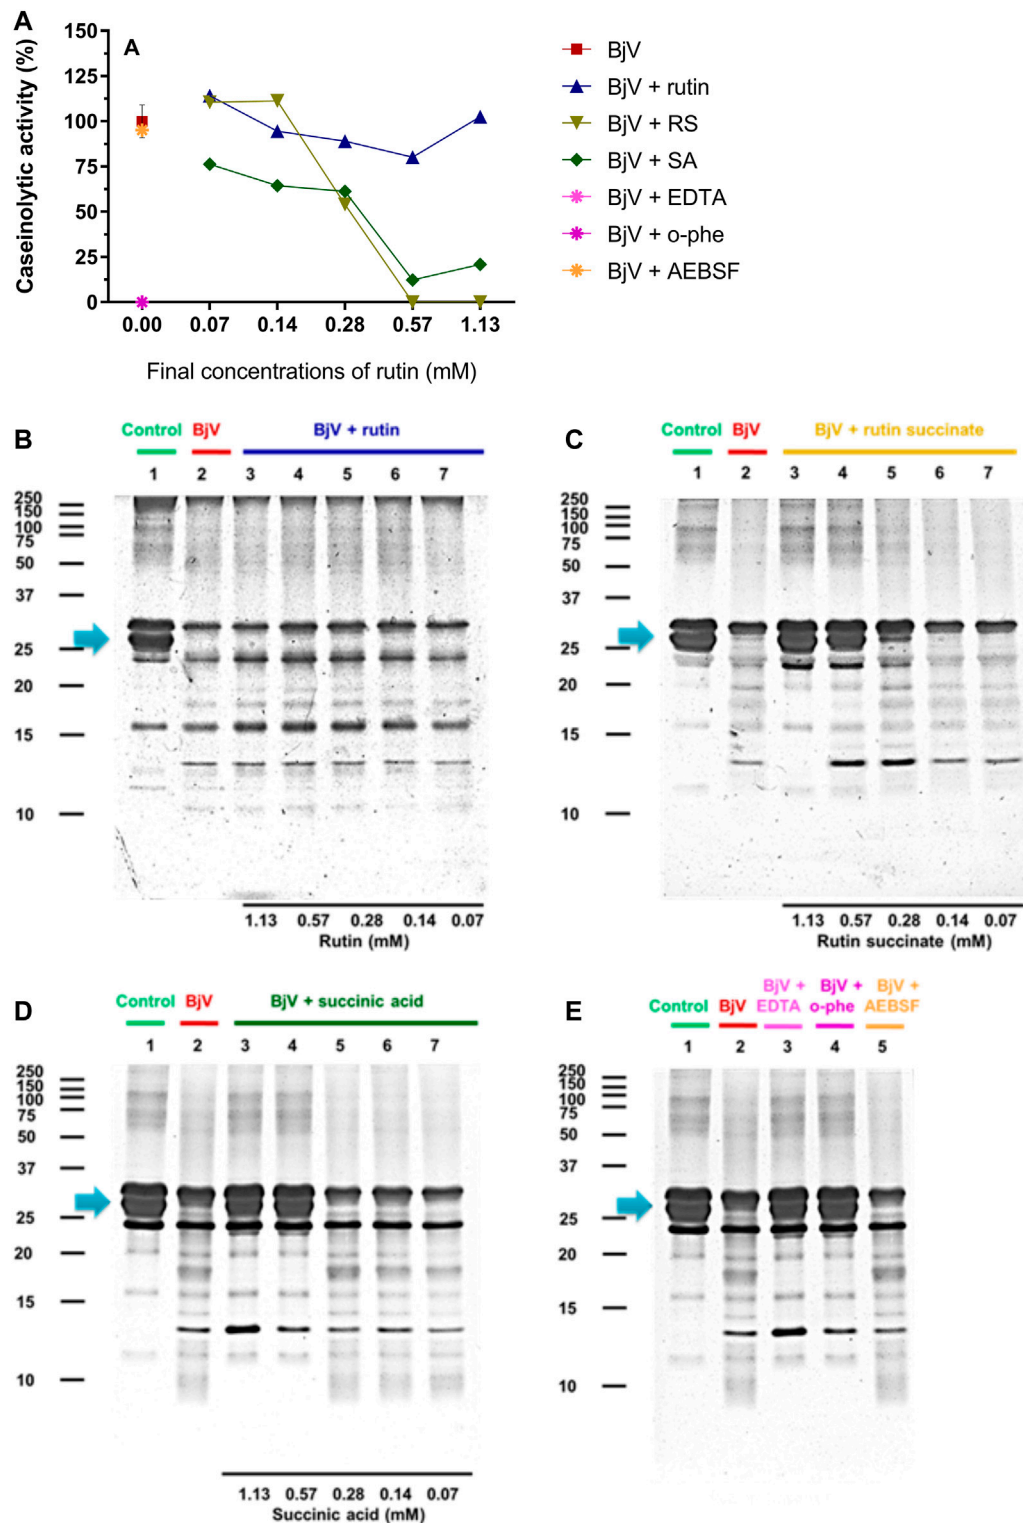 A
A
Caseinolytic activity (%)
150
125
100
75
50
25
0
0.00 0.07 0.14 0.28 0.57 1.13
Final concentrations of rutin (mM)
BjV
BjV + rutin
BjV + RS
BjV + SA
BjV + EDTA
BjV + o-phe
BjV + AEBSF
B
Control BjV BjV + rutin
1 2 3 4 5 6 7
250
150
100
75
50
37
25
20
15
10
1.13 0.57 0.28 0.14 0.07
Rutin (mM)
C
Control BjV BjV + rutin succinate
1 2 3 4 5 6 7
250
150
100
75
50
37
25
20
15
10
1.13 0.57 0.28 0.14 0.07
Rutin succinate (mM)
D
Control BjV BjV + succinic acid
1 2 3 4 5 6 7
250
150
100
75
50
37
25
20
15
10
1.13 0.57 0.28 0.14 0.07
Succinic acid (mM)
E
BjV + BjV + BjV +
Control BjV EDTA o-phe AEBSF
1 2 3 4 5
250
150
100
75
50
37
25
20
15
10